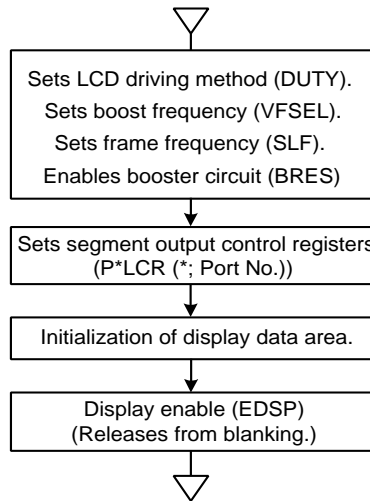 Sets LCD driving method (DUTY).
Sets boost frequency (VFSEL).
Sets frame frequency (SLF).
Enables booster circuit (BRES)
Sets segment output control registers
(P*LCR (*; Port No.))
Initialization of display data area.
Display enable (EDSP)
(Releases from blanking.)